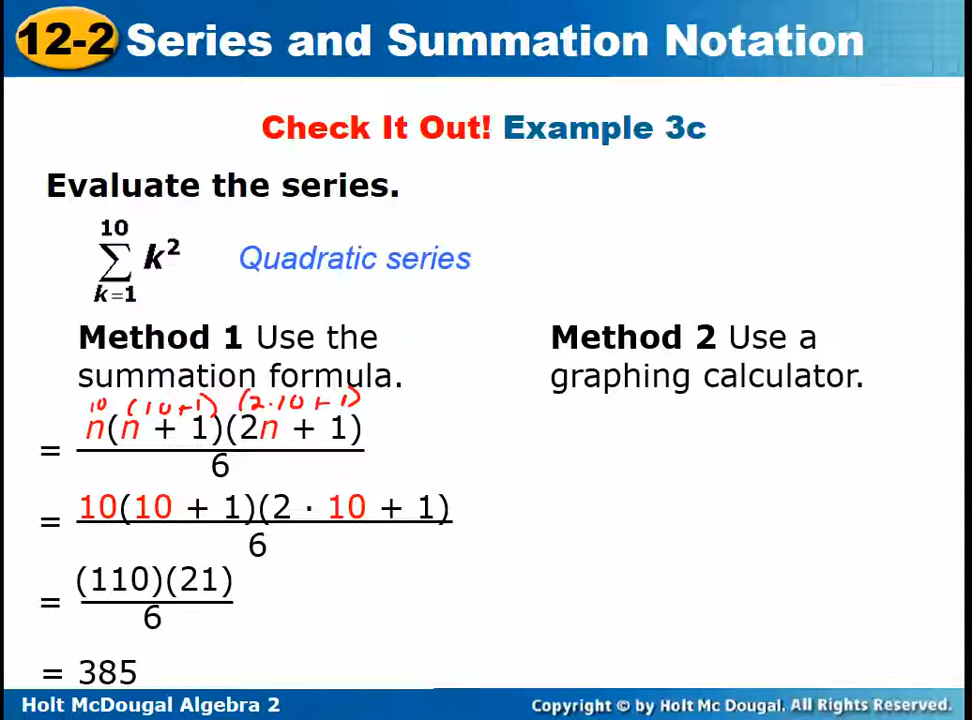 12-2 Series and Summation Notation
Check It Out! Example 3c
Evaluate the series.
10
∑ k²  Quadratic series
k=1
Method 1 Use the
summation formula.
10 (10+1) (2·10+1)
= n(n + 1)(2n + 1)
6
= 10(10 + 1)(2 · 10 + 1)
6
= (110)(21)
6
= 385
Method 2 Use a
graphing calculator.
Holt McDougal Algebra 2
Copyright © by Holt Mc Dougal. All Rights Reserved.